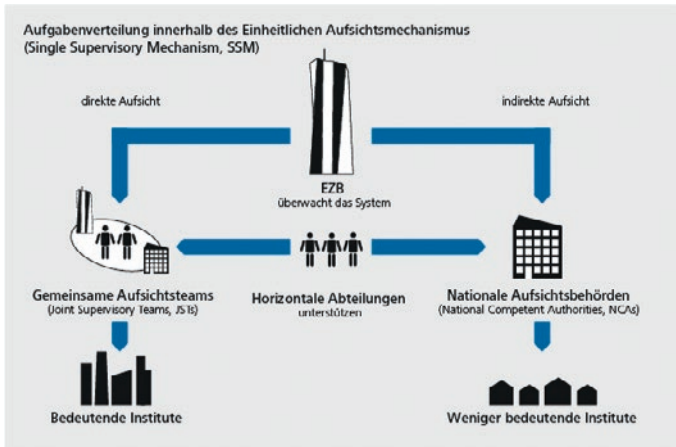 Aufgabenverteilung innerhalb des Einheitlichen Aufsichtsmechanismus
(Single Supervisory Mechanism, SSM)
direkte Aufsicht
indirekte Aufsicht
EZB
überwacht das System
Gemeinsame Aufsichtsteams
(Joint Supervisory Teams, JSTs)
Horizontale Abteilungen
unterstützen
Nationale Aufsichtsbehörden
(National Competent Authorities, NCAs)
Bedeutende Institute
Weniger bedeutende Institute